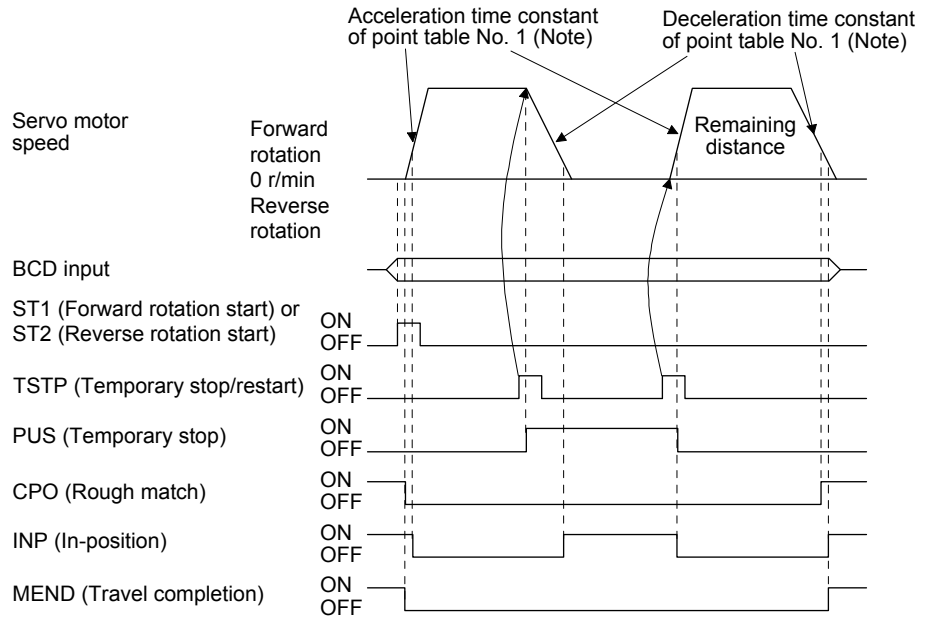 Acceleration time constant
of point table No. 1 (Note)
Deceleration time constant
of point table No. 1 (Note)
Servo motor
speed
Forward
rotation
0 r/min
Reverse
rotation
Remaining
distance
BCD input
ST1 (Forward rotation start) or
ST2 (Reverse rotation start)
ON
OFF
TSTP (Temporary stop/restart)
ON
OFF
PUS (Temporary stop)
ON
OFF
CPO (Rough match)
ON
OFF
INP (In-position)
ON
OFF
MEND (Travel completion)
ON
OFF